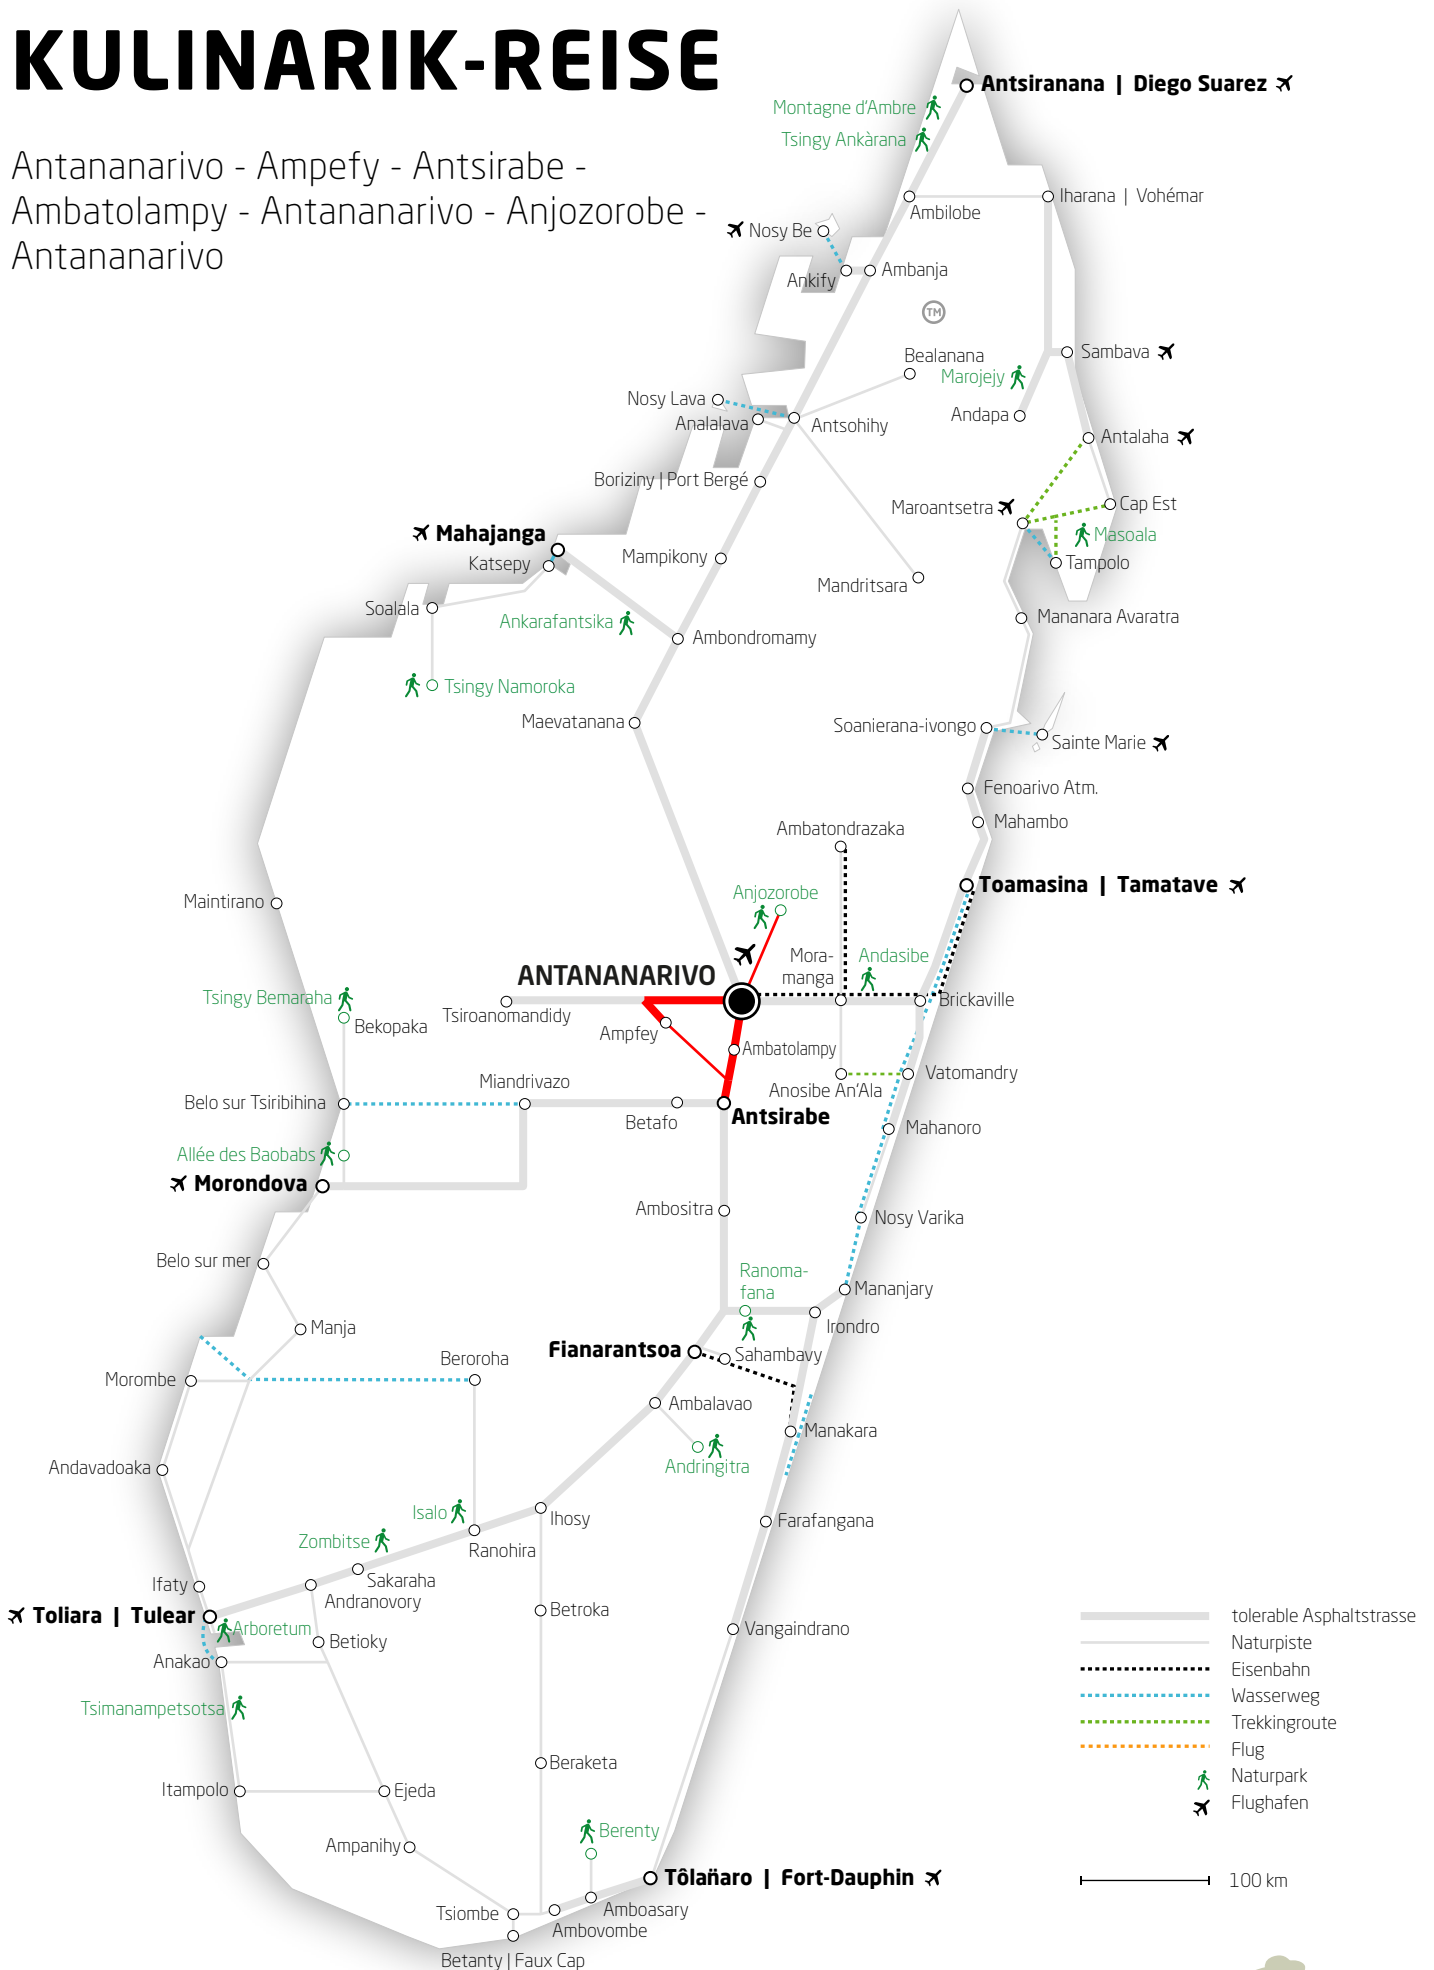 KULINARIK-REISE
Antananarivo - Ampefy - Antsirabe -
Ambatolampy - Antananarivo - Anjozorobe -
Antananarivo
Antsiranana | Diego Suarez
Montagne d'Ambre
Tsingy Ankàrana
Ambilobe
Iharana | Vohémar
Nosy Be
Ankify
Ambanja
TM
Bealanana
Marojejy
Sambava
Nosy Lava
Analalava
Antsohihy
Andapa
Antalaha
Boriziny | Port Bergé
Maroantsetra
Cap Est
Masoala
Mahajanga
Katsepy
Mampikony
Mandritsara
Tampolo
Soalala
Ankarafantsika
Ambondromamy
Mananara Avaratra
Tsingy Namoroka
Maevatanana
Soanierana-ivongo
Sainte Marie
Fenoarivo Atm.
Mahambo
Ambatondrazaka
Toamasina | Tamatave
Anjozorobe
Maintirano
Mora-
manga
Andasibe
ANTANANARIVO
Tsingy Bemaraha
Bekopaka
Tsiroanomandidy
Brickaville
Ampfey
Ambatolampy
Miandrivazo
Anosibe An'Ala
Vatomandry
Belo sur Tsiribihina
Betafo
Antsirabe
Mahanoro
Allée des Baobabs
Morondova
Ambositra
Nosy Varika
Belo sur mer
Ranoma-
fana
Mananjary
Manja
Irondro
Fianarantsoa
Sahambavy
Beroroha
Morombe
Ambalavao
Manakara
Andavadoaka
Andringitra
Isalo
Ihosy
Farafangana
Zombitse
Ranohira
Ifaty
Sakaraha
Andranovory
Toliara | Tulear
Arboretum
Betroka
Vangaindrano
Betioky
Anakao
Tsimanampetsotsa
Beraketa
Itampolo
Ejeda
Ampanihy
Berenty
Tôlan̈aro | Fort-Dauphin
Tsiombe
Amboasary
Ambovombe
Betanty | Faux Cap
tolerable Asphaltstrasse
Naturpiste
Eisenbahn
Wasserweg
Trekkingroute
Flug
Naturpark
Flughafen
100 km